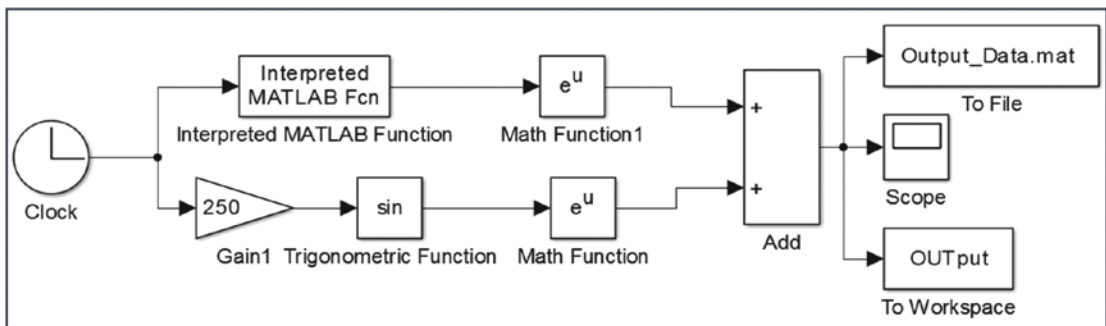 Clock
Interpreted
MATLAB Fcn
Interpreted MATLAB Function
e^u
Math Function1
250
Gain1
sin
Trigonometric Function
e^u
Math Function
+
+
Add
Output_Data.mat
To File
Scope
OUTput
To Workspace